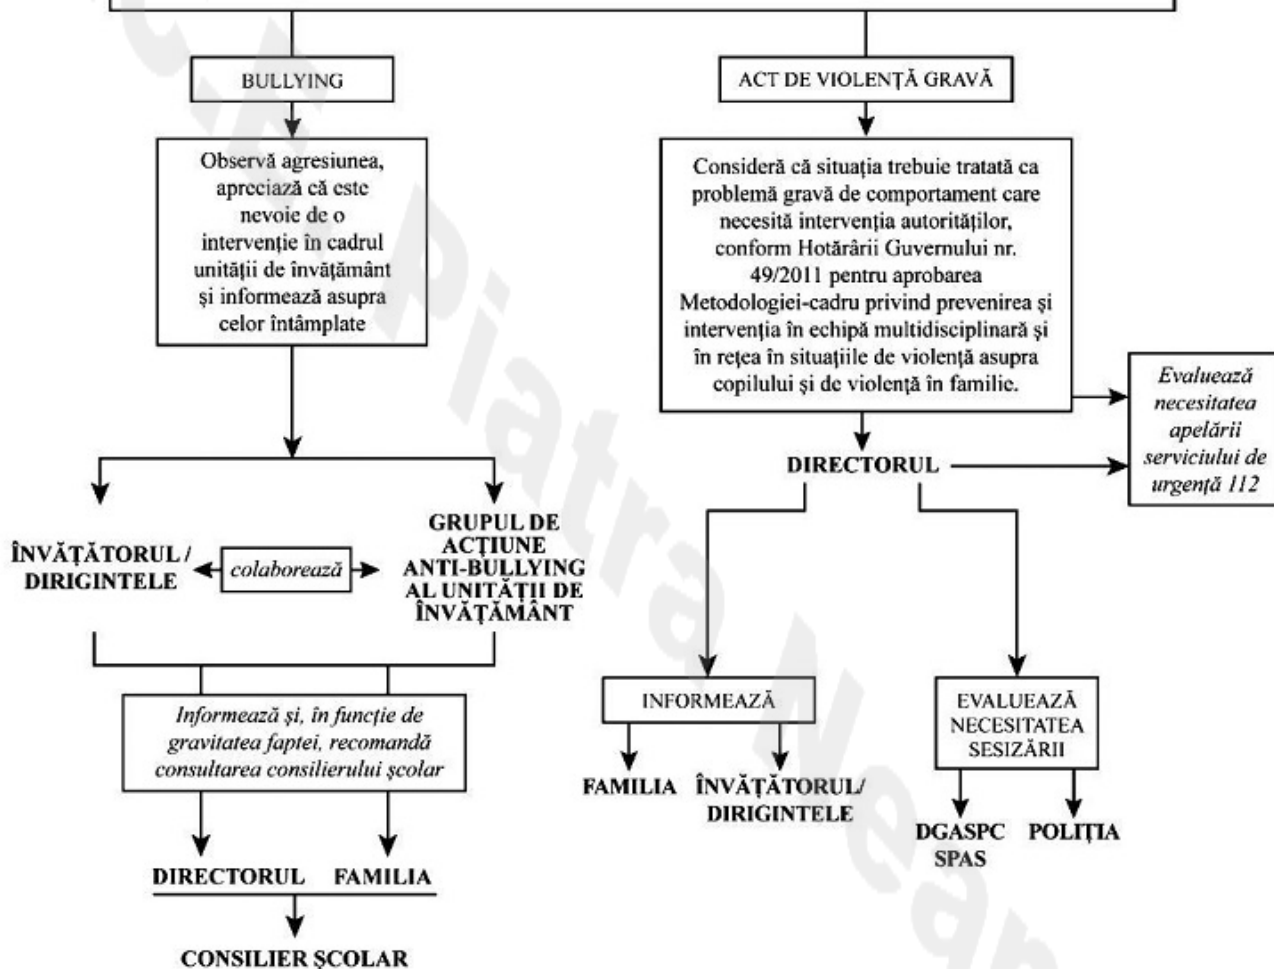 BULLYING
Observă agresiunea,
apreciază că este
nevoie de o
intervenție în cadrul
unității de învățământ
și informează asupra
celor întâmplate
ÎNVĂȚĂTORUL /
DIRIGINTELE
colaborează
GRUPUL DE
ACȚIUNE
ANTI-BULLYING
AL UNITĂȚII DE
ÎNVĂȚĂMÂNT
Informează și, în funcție de
gravitatea faptei, recomandă
consultarea consilierului școlar
DIRECTORUL FAMILIA
CONSILIER ȘCOLAR
ACT DE VIOLENȚĂ GRAVĂ
Consideră că situația trebuie tratată ca
problemă gravă de comportament care
necesită intervenția autorităților,
conform Hotărârii Guvernului nr.
49/2011 pentru aprobarea
Metodologiei-cadru privind prevenirea și
intervenția în echipă multidisciplinară și
în rețea în situațiile de violență asupra
copilului și de violență în familie.
Evaluează
necesitatea
apelării
serviciului de
urgență 112
DIRECTORUL
INFORMEAZĂ
FAMILIA
ÎNVĂȚĂTORUL/
DIRIGINTELE
EVALUEAZĂ
NECESITATEA
SESIZĂRII
DGASPC
SPAS
POLIȚIA
Piatra